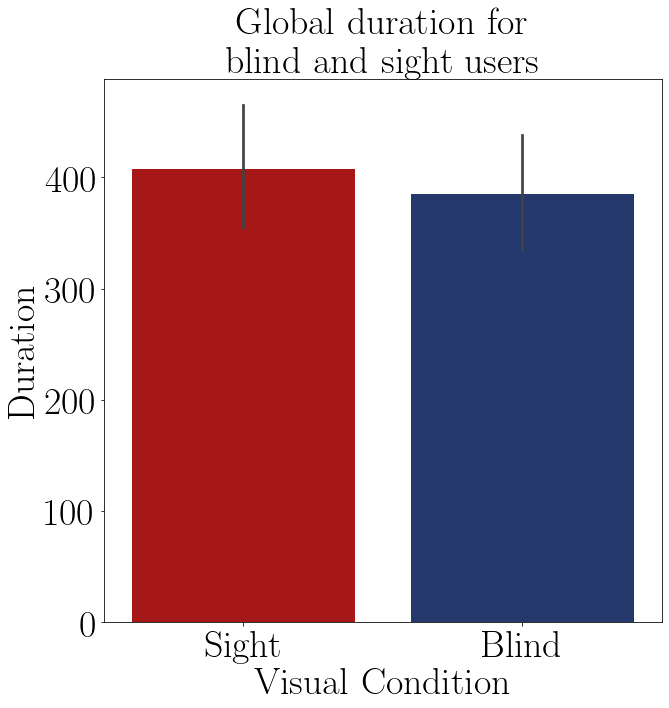 Global duration for
blind and sight users
Duration
400
300
200
100
0
Sight
Blind
Visual Condition